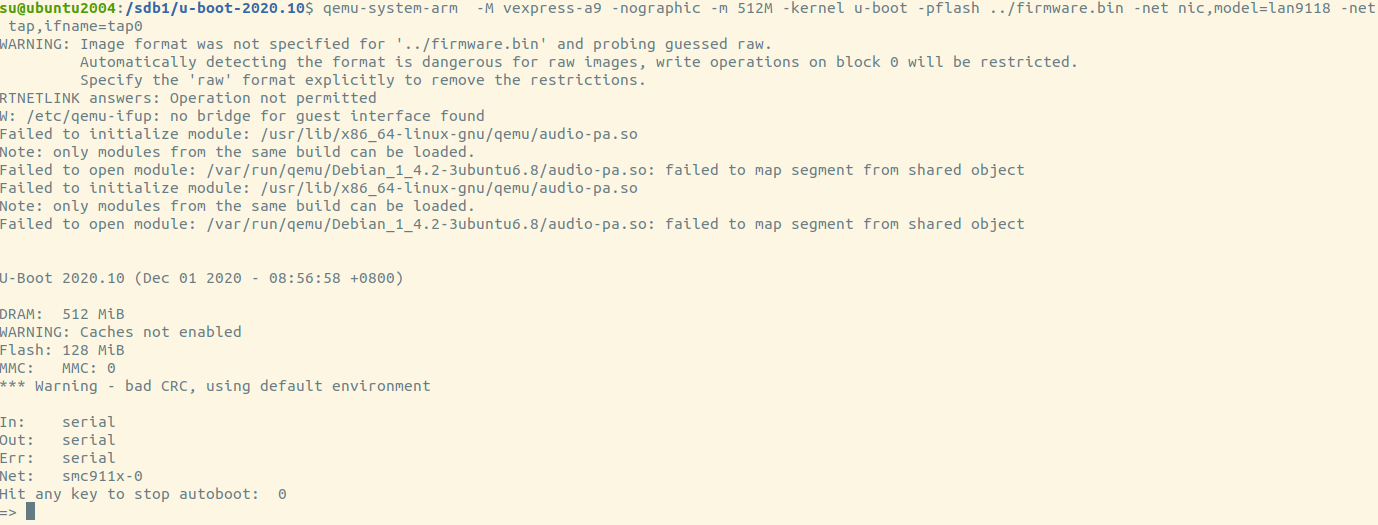 su@ubuntu2004:/sdb1/u-boot-2020.10$ qemu-system-arm  -M vexpress-a9 -nographic -m 512M -kernel u-boot -pflash ../firmware.bin -net nic,model=lan9118 -net
 tap,ifname=tap0
WARNING: Image format was not specified for '../firmware.bin' and probing guessed raw.
         Automatically detecting the format is dangerous for raw images, write operations on block 0 will be restricted.
         Specify the 'raw' format explicitly to remove the restrictions.
RTNETLINK answers: Operation not permitted
W: /etc/qemu-ifup: no bridge for guest interface found
Failed to initialize module: /usr/lib/x86_64-linux-gnu/qemu/audio-pa.so
Note: only modules from the same build can be loaded.
Failed to open module: /var/run/qemu/Debian_1_4.2-3ubuntu6.8/audio-pa.so: failed to map segment from shared object
Failed to initialize module: /usr/lib/x86_64-linux-gnu/qemu/audio-pa.so
Note: only modules from the same build can be loaded.
Failed to open module: /var/run/qemu/Debian_1_4.2-3ubuntu6.8/audio-pa.so: failed to map segment from shared object
U-Boot 2020.10 (Dec 01 2020 - 08:56:58 +0800)
DRAM:  512 MiB
WARNING: Caches not enabled
Flash: 128 MiB
MMC:   MMC: 0
*** Warning - bad CRC, using default environment
In:    serial
Out:   serial
Err:   serial
Net:   smc911x-0
Hit any key to stop autoboot:  0
=>